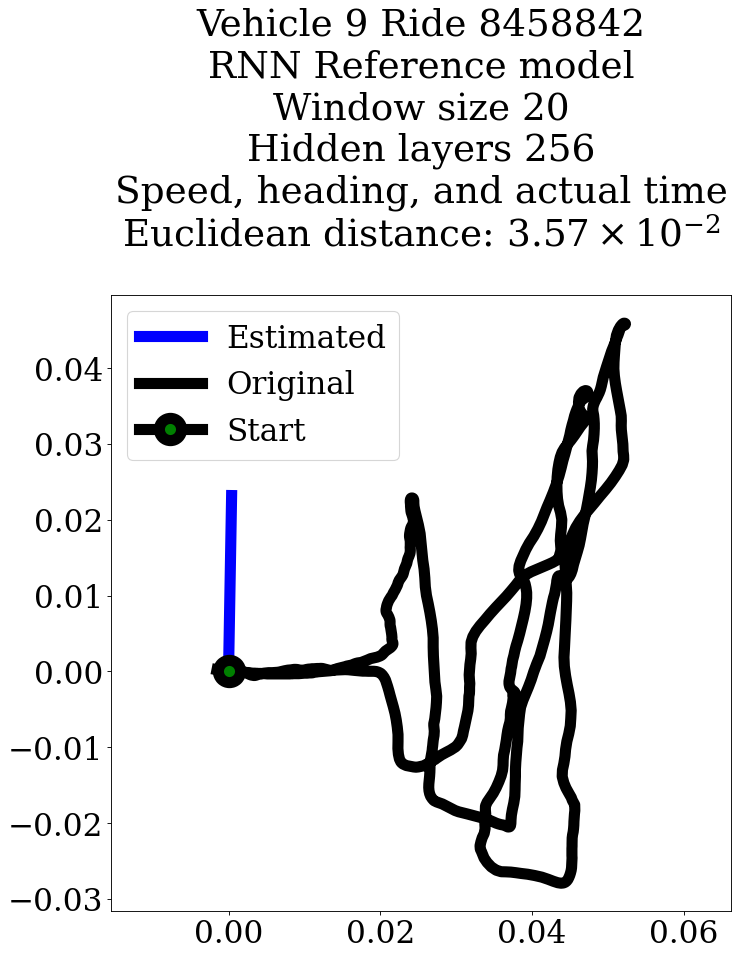 Vehicle 9 Ride 8458842
RNN Reference model
Window size 20
Hidden layers 256
Speed, heading, and actual time
Euclidean distance: 3.57 × 10⁻²
Estimated
Original
Start
0.04
0.03
0.02
0.01
0.00
−0.01
−0.02
−0.03
0.00 0.02 0.04 0.06